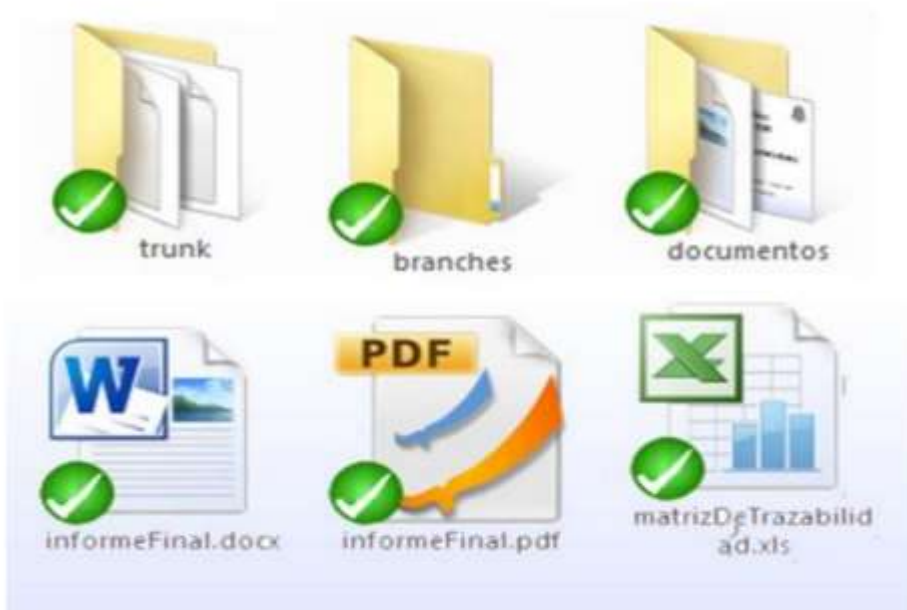 trunk
branches
documentos
W
PDF
X
informeFinal.docx
informeFinal.pdf
matrizDeTrazabilid
ad.xls